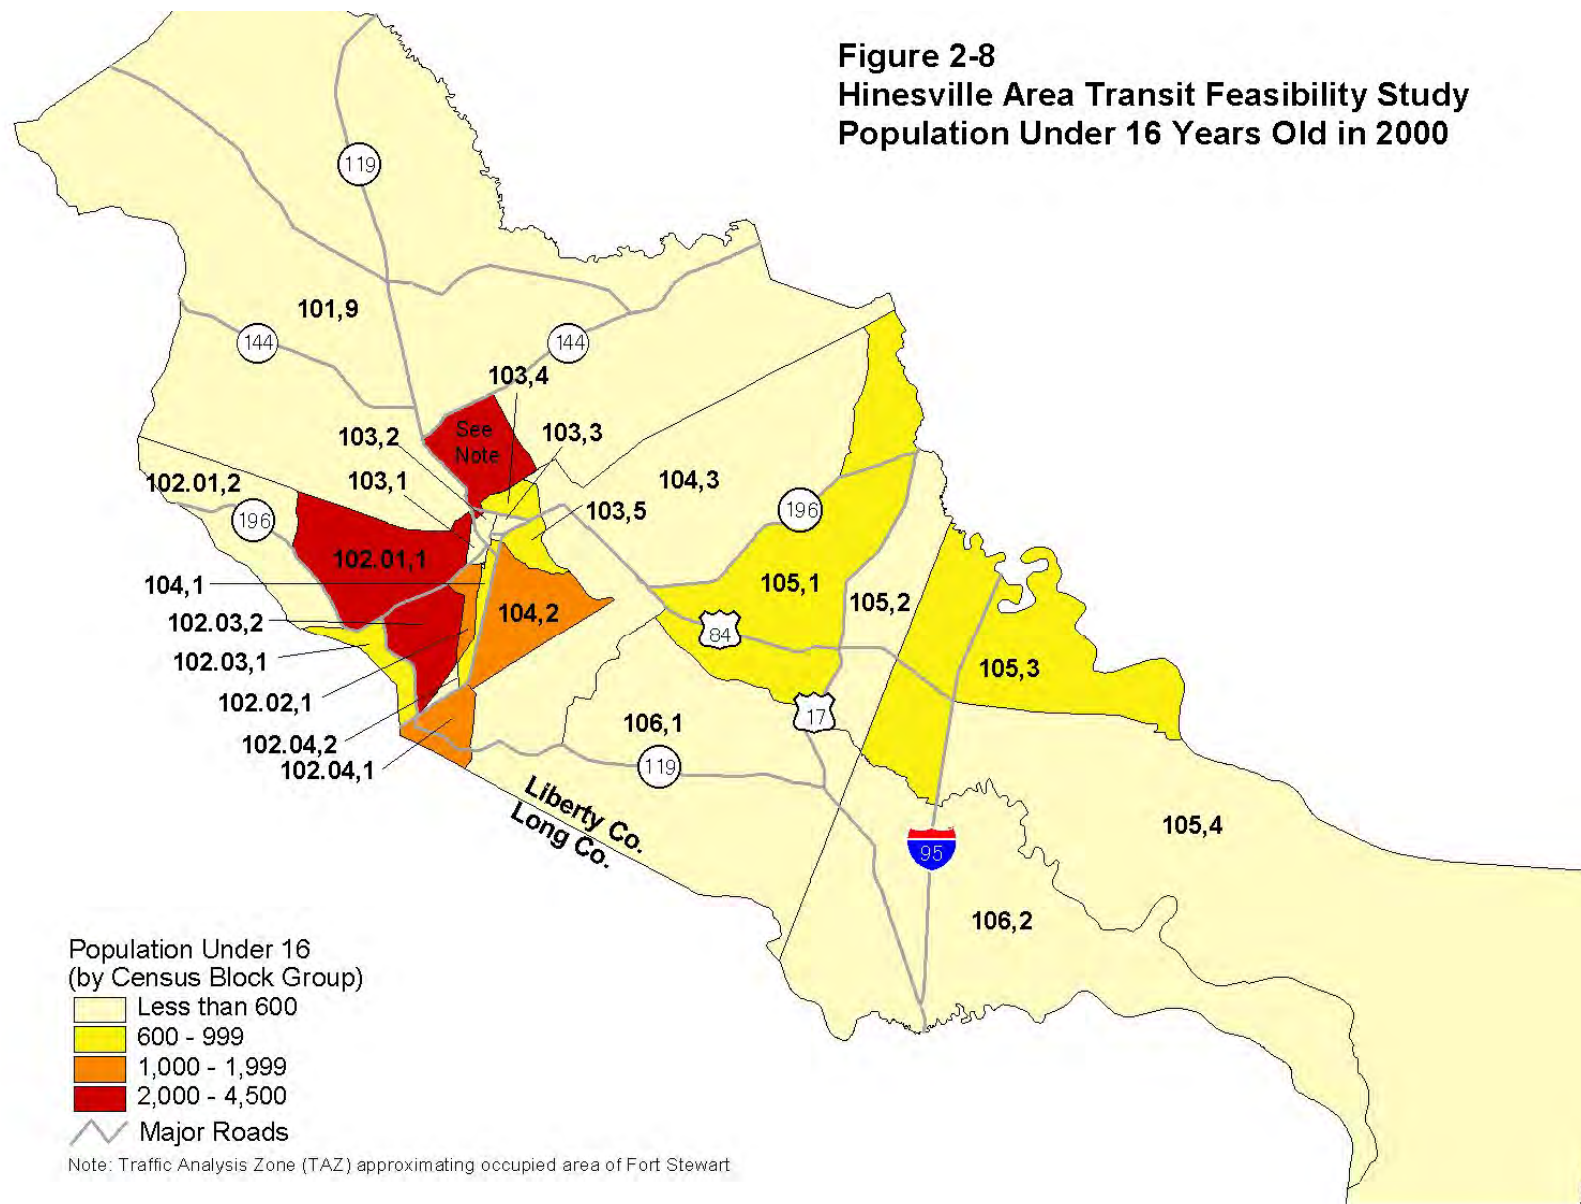 Figure 2-8
Hinesville Area Transit Feasibility Study
Population Under 16 Years Old in 2000
119
101,9
144
144
103,4
103,2
See
Note
103,3
102.01,2
103,1
104,3
196
103,5
196
102.01,1
104,1
105,1
105,2
102.03,2
104,2
84
102.03,1
105,3
102.02,1
17
106,1
102.04,2
102.04,1
119
Liberty Co.
Long Co.
105,4
95
106,2
Population Under 16
(by Census Block Group)
Less than 600
600 - 999
1,000 - 1,999
2,000 - 4,500
Major Roads
Note: Traffic Analysis Zone (TAZ) approximating occupied area of Fort Stewart